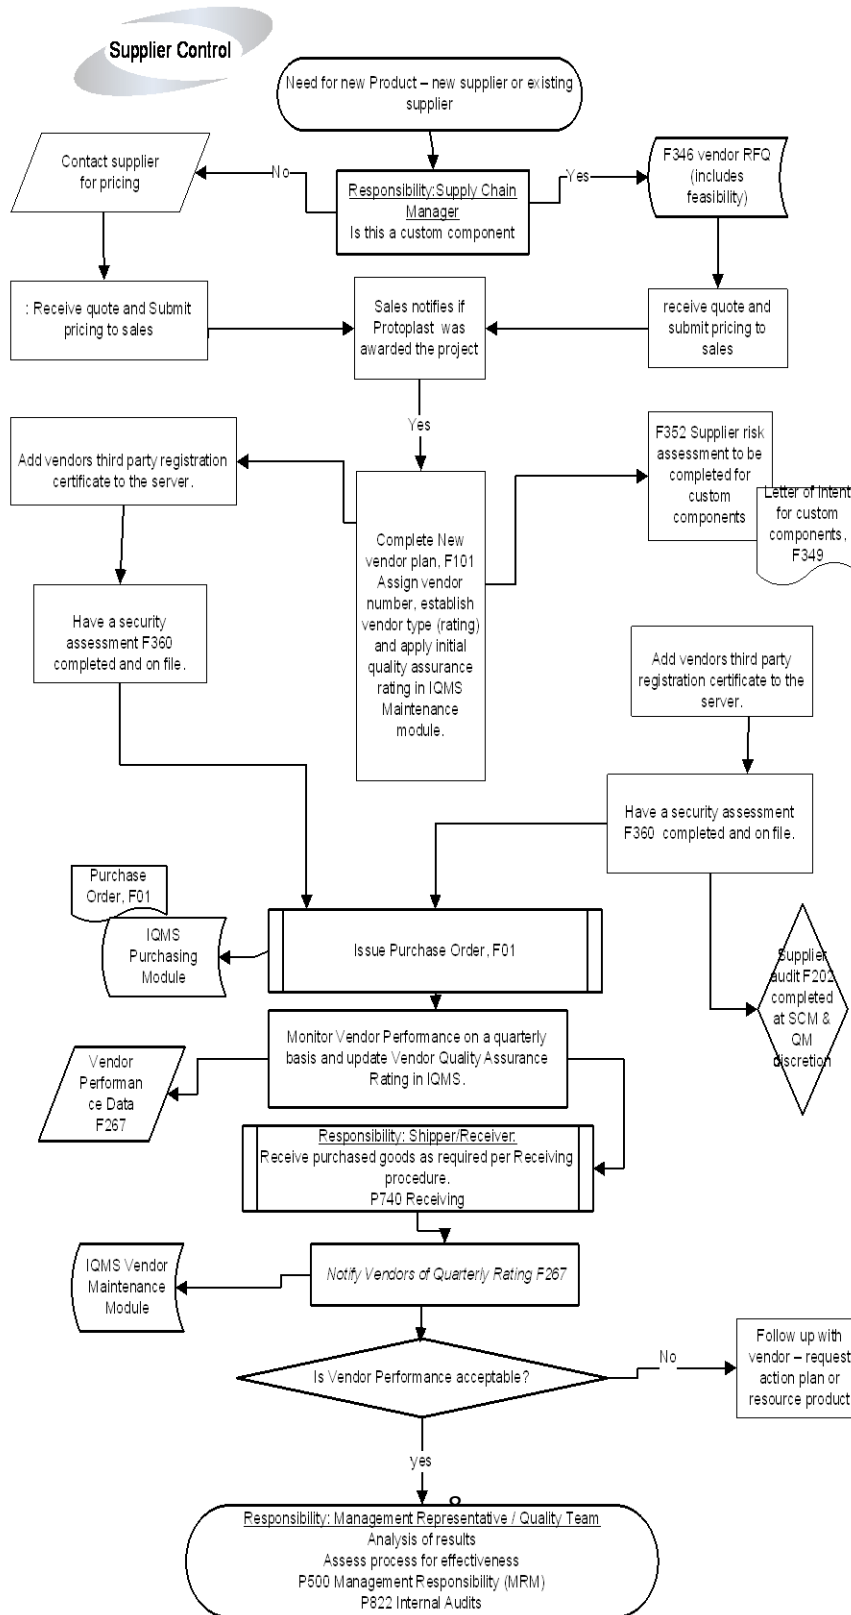 Supplier Control
Need for new Product – new supplier or existing
supplier
Contact supplier
for pricing
No
Responsibility:Supply Chain
Manager
Is this a custom component
Yes
F346 vendor RFQ
(includes
feasibility)
: Receive quote and Submit
pricing to sales
Sales notifies if
Protoplast was
awarded the project
receive quote and
submit pricing to
sales
Yes
Add vendors third party registration
certificate to the server.
F352 Supplier risk
assessment to be
completed for
custom
components
Letter of Intent
for custom
components,
F349
Complete New
vendor plan, F101
Assign vendor
number, establish
vendor type (rating)
and apply initial
quality assurance
rating in IQMS
Maintenance
module.
Have a security
assessment F360
completed and on file.
Add vendors third party
registration certificate to the
server.
Have a security assessment
F360 completed and on file.
Purchase
Order, F01
IQMS
Purchasing
Module
Issue Purchase Order, F01
Supplier
audit F202
completed
at SCM &
QM
discretion
Monitor Vendor Performance on a quarterly
basis and update Vendor Quality Assurance
Rating in IQMS.
Vendor
Performan
ce Data
F267
Responsibility: Shipper/Receiver:
Receive purchased goods as required per Receiving
procedure.
P740 Receiving
IQMS Vendor
Maintenance
Module
Notify Vendors of Quarterly Rating F267
Is Vendor Performance acceptable?
No
Follow up with
vendor – request
action plan or
resource product
yes
Responsibility: Management Representative / Quality Team
Analysis of results
Assess process for effectiveness
P500 Management Responsibility (MRM)
P822 Internal Audits